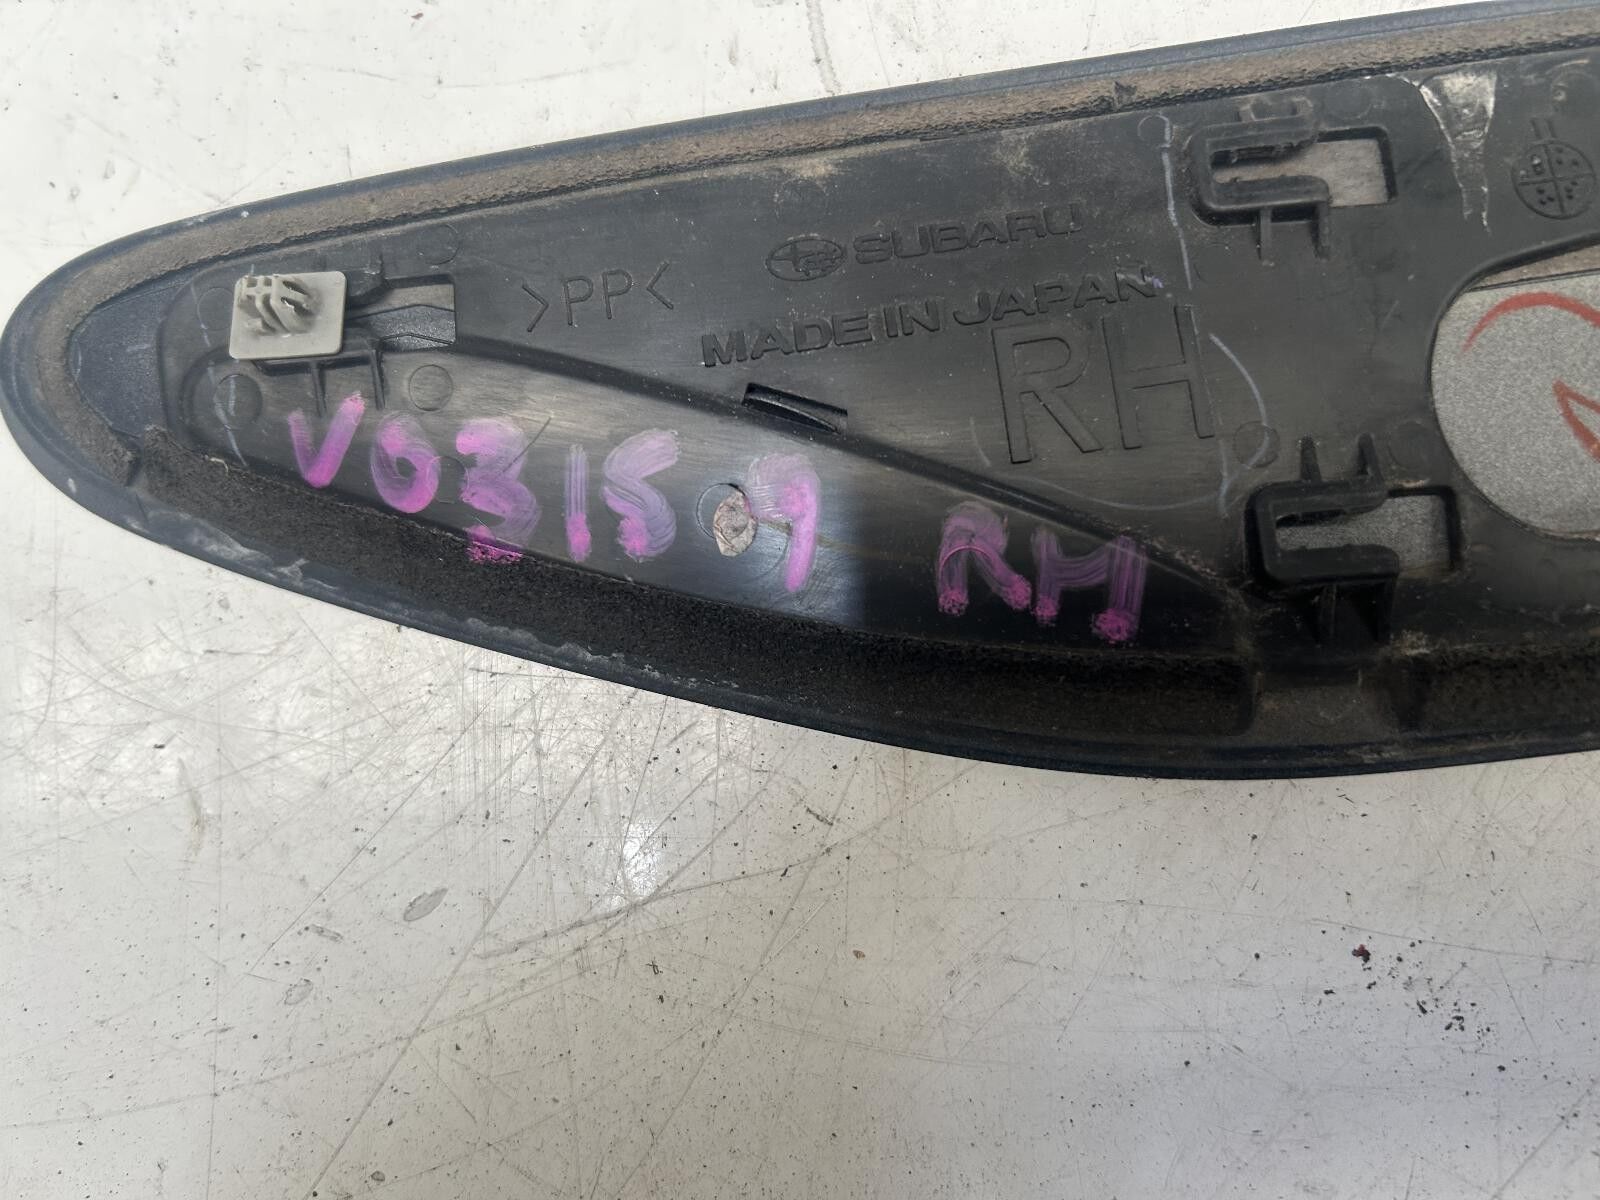 SUBARU
>PP<
MADE IN JAPAN
RH
V03159 RH